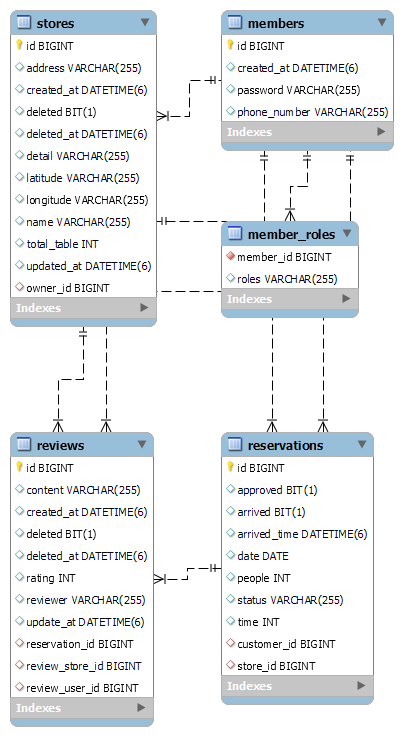 stores
id BIGINT
address VARCHAR(255)
created_at DATETIME(6)
deleted BIT(1)
deleted_at DATETIME(6)
detail VARCHAR(255)
latitude VARCHAR(255)
longitude VARCHAR(255)
name VARCHAR(255)
total_table INT
updated_at DATETIME(6)
owner_id BIGINT
Indexes
members
id BIGINT
created_at DATETIME(6)
password VARCHAR(255)
phone_number VARCHAR(255)
Indexes
member_roles
member_id BIGINT
roles VARCHAR(255)
Indexes
reviews
id BIGINT
content VARCHAR(255)
created_at DATETIME(6)
deleted BIT(1)
deleted_at DATETIME(6)
rating INT
reviewer VARCHAR(255)
update_at DATETIME(6)
reservation_id BIGINT
review_store_id BIGINT
review_user_id BIGINT
Indexes
reservations
id BIGINT
approved BIT(1)
arrived BIT(1)
arrived_time DATETIME(6)
date DATE
people INT
status VARCHAR(255)
time INT
customer_id BIGINT
store_id BIGINT
Indexes